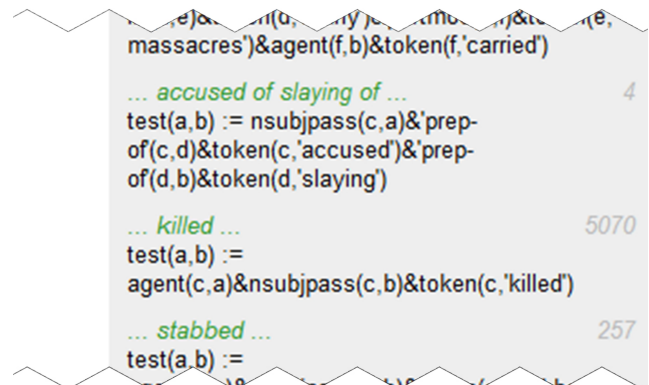 massacres')&agent(f,b)&token(f,'carried')
... accused of slaying of ... 4
test(a,b) := nsubjpass(c,a)&'prep-
of'(c,d)&token(c,'accused')&'prep-
of'(d,b)&token(d,'slaying')
... killed ... 5070
test(a,b) :=
agent(c,a)&nsubjpass(c,b)&token(c,'killed')
... stabbed ... 257
test(a,b) :=